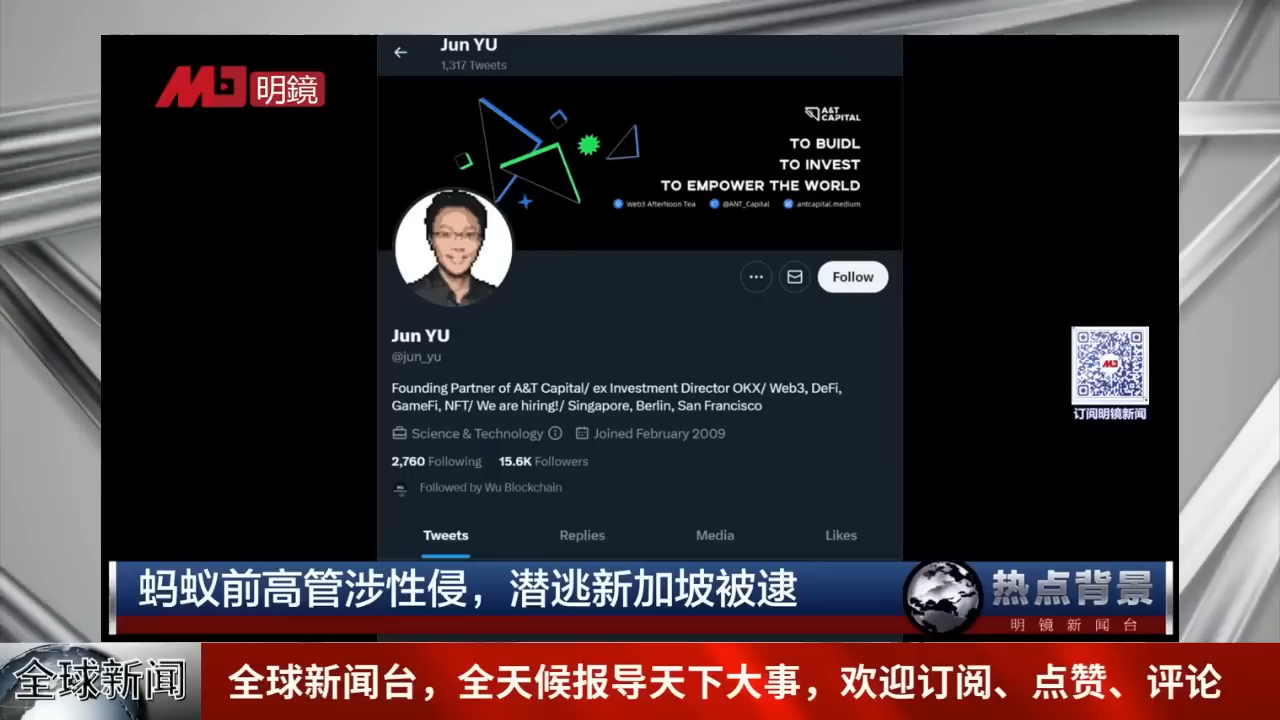 Jun YU
1,317 Tweets
明鏡
A&T
CAPITAL
TO BUIDL
TO INVEST
TO EMPOWER THE WORLD
Web3 AfterNoon Tea
@ANT_Capital
antcapital.medium
Follow
Jun YU
@jun_yu
Founding Partner of A&T Capital/ ex Investment Director OKX/ Web3, DeFi,
GameFi, NFT/ We are hiring!/ Singapore, Berlin, San Francisco
Science & Technology
Joined February 2009
2,760 Following 15.6K Followers
Followed by Wu Blockchain
Tweets Replies Media Likes
订阅明镜新闻
蚂蚁前高管涉性侵，潜逃新加坡被逮
热点背景
明镜新闻台
全球新闻
全球新闻台，全天候报导天下大事，欢迎订阅、点赞、评论